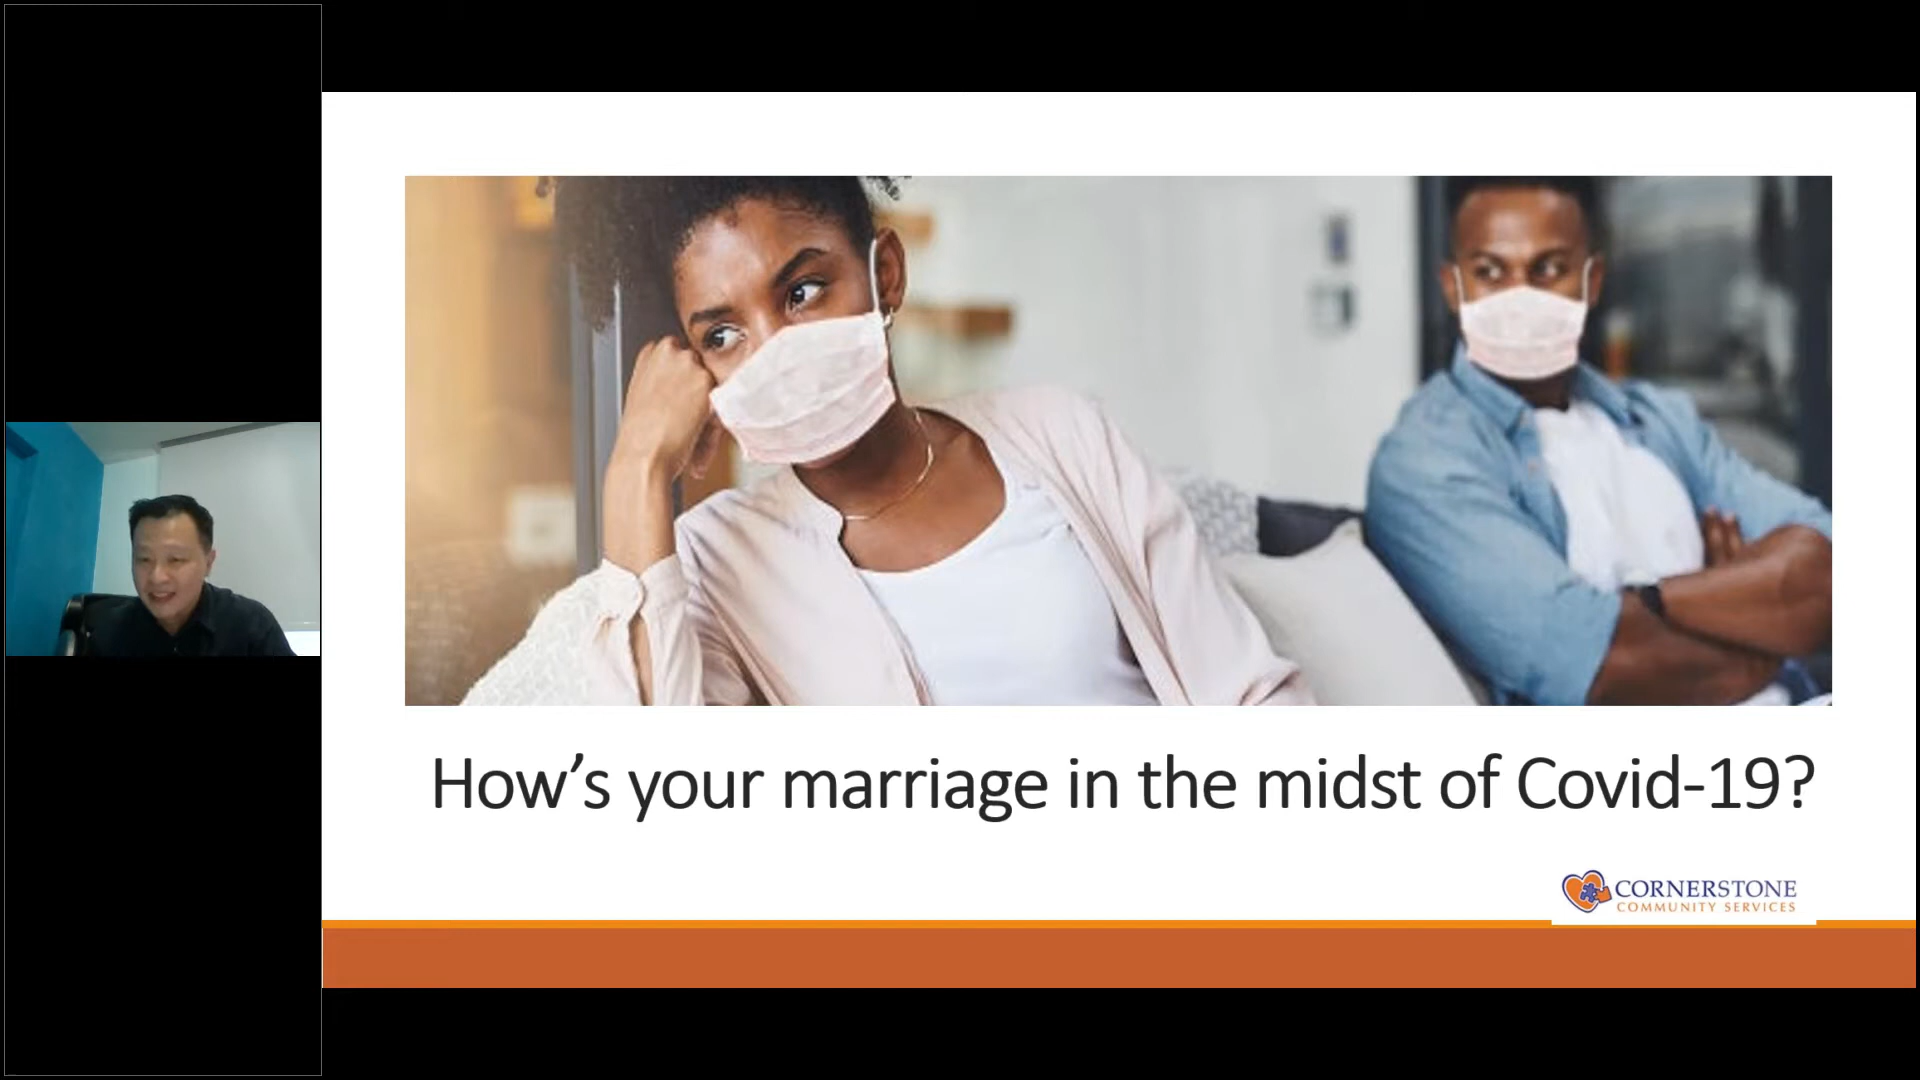 How’s your marriage in the midst of Covid-19?
CORNERSTONE
COMMUNITY SERVICES